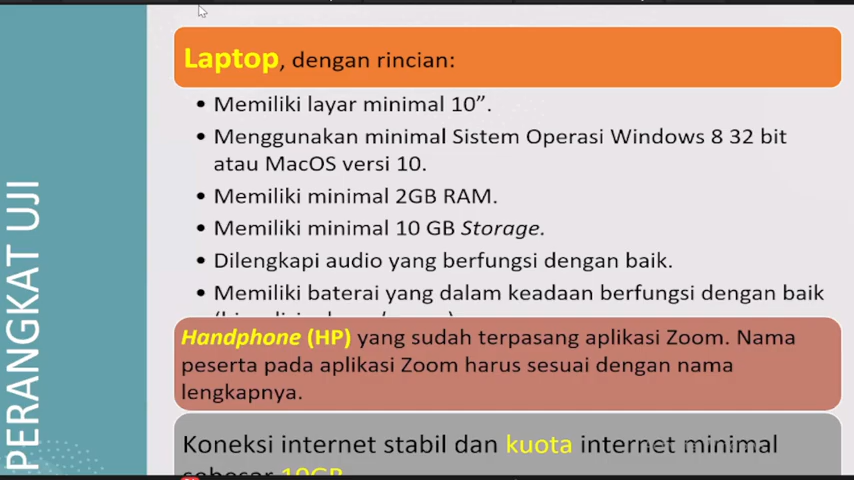 PERANGKAT UJI
Laptop, dengan rincian:
• Memiliki layar minimal 10”.
• Menggunakan minimal Sistem Operasi Windows 8 32 bit
atau MacOS versi 10.
• Memiliki minimal 2GB RAM.
• Memiliki minimal 10 GB Storage.
• Dilengkapi audio yang berfungsi dengan baik.
• Memiliki baterai yang dalam keadaan berfungsi dengan baik
Handphone (HP) yang sudah terpasang aplikasi Zoom. Nama
peserta pada aplikasi Zoom harus sesuai dengan nama
lengkapnya.
Koneksi internet stabil dan kuota internet minimal
sebesar 10GB